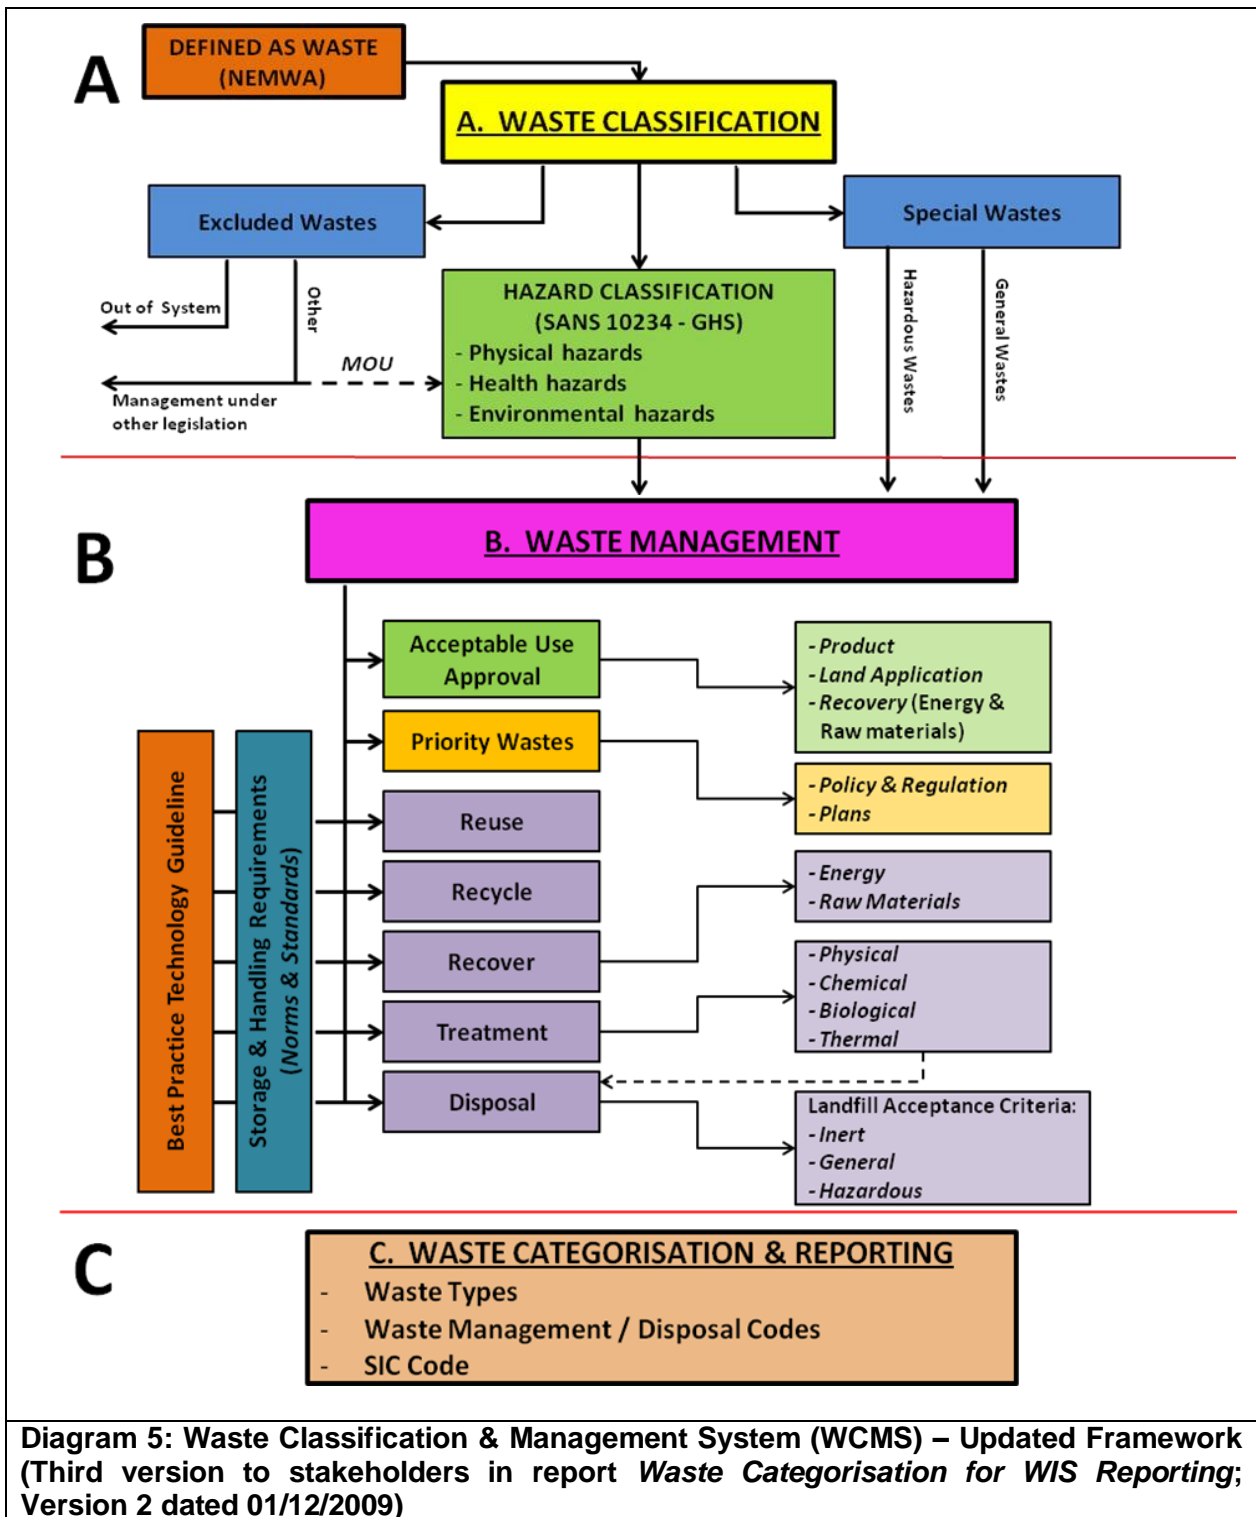 A
DEFINED AS WASTE
(NEMWA)
A. WASTE CLASSIFICATION
Excluded Wastes
Special Wastes
Out of System
Other
MOU
Management under
other legislation
HAZARD CLASSIFICATION
(SANS 10234 - GHS)
- Physical hazards
- Health hazards
- Environmental hazards
Hazardous Wastes
General Wastes
B
B. WASTE MANAGEMENT
Best Practice Technology Guideline
Storage & Handling Requirements
(Norms & Standards)
Acceptable Use
Approval
- Product
- Land Application
- Recovery (Energy &
Raw materials)
Priority Wastes
- Policy & Regulation
- Plans
Reuse
Recycle
- Energy
- Raw Materials
Recover
- Physical
- Chemical
- Biological
- Thermal
Treatment
Disposal
Landfill Acceptance Criteria:
- Inert
- General
- Hazardous
C
C. WASTE CATEGORISATION & REPORTING
- Waste Types
- Waste Management / Disposal Codes
- SIC Code
Diagram 5: Waste Classification & Management System (WCMS) – Updated Framework
(Third version to stakeholders in report Waste Categorisation for WIS Reporting;
Version 2 dated 01/12/2009)